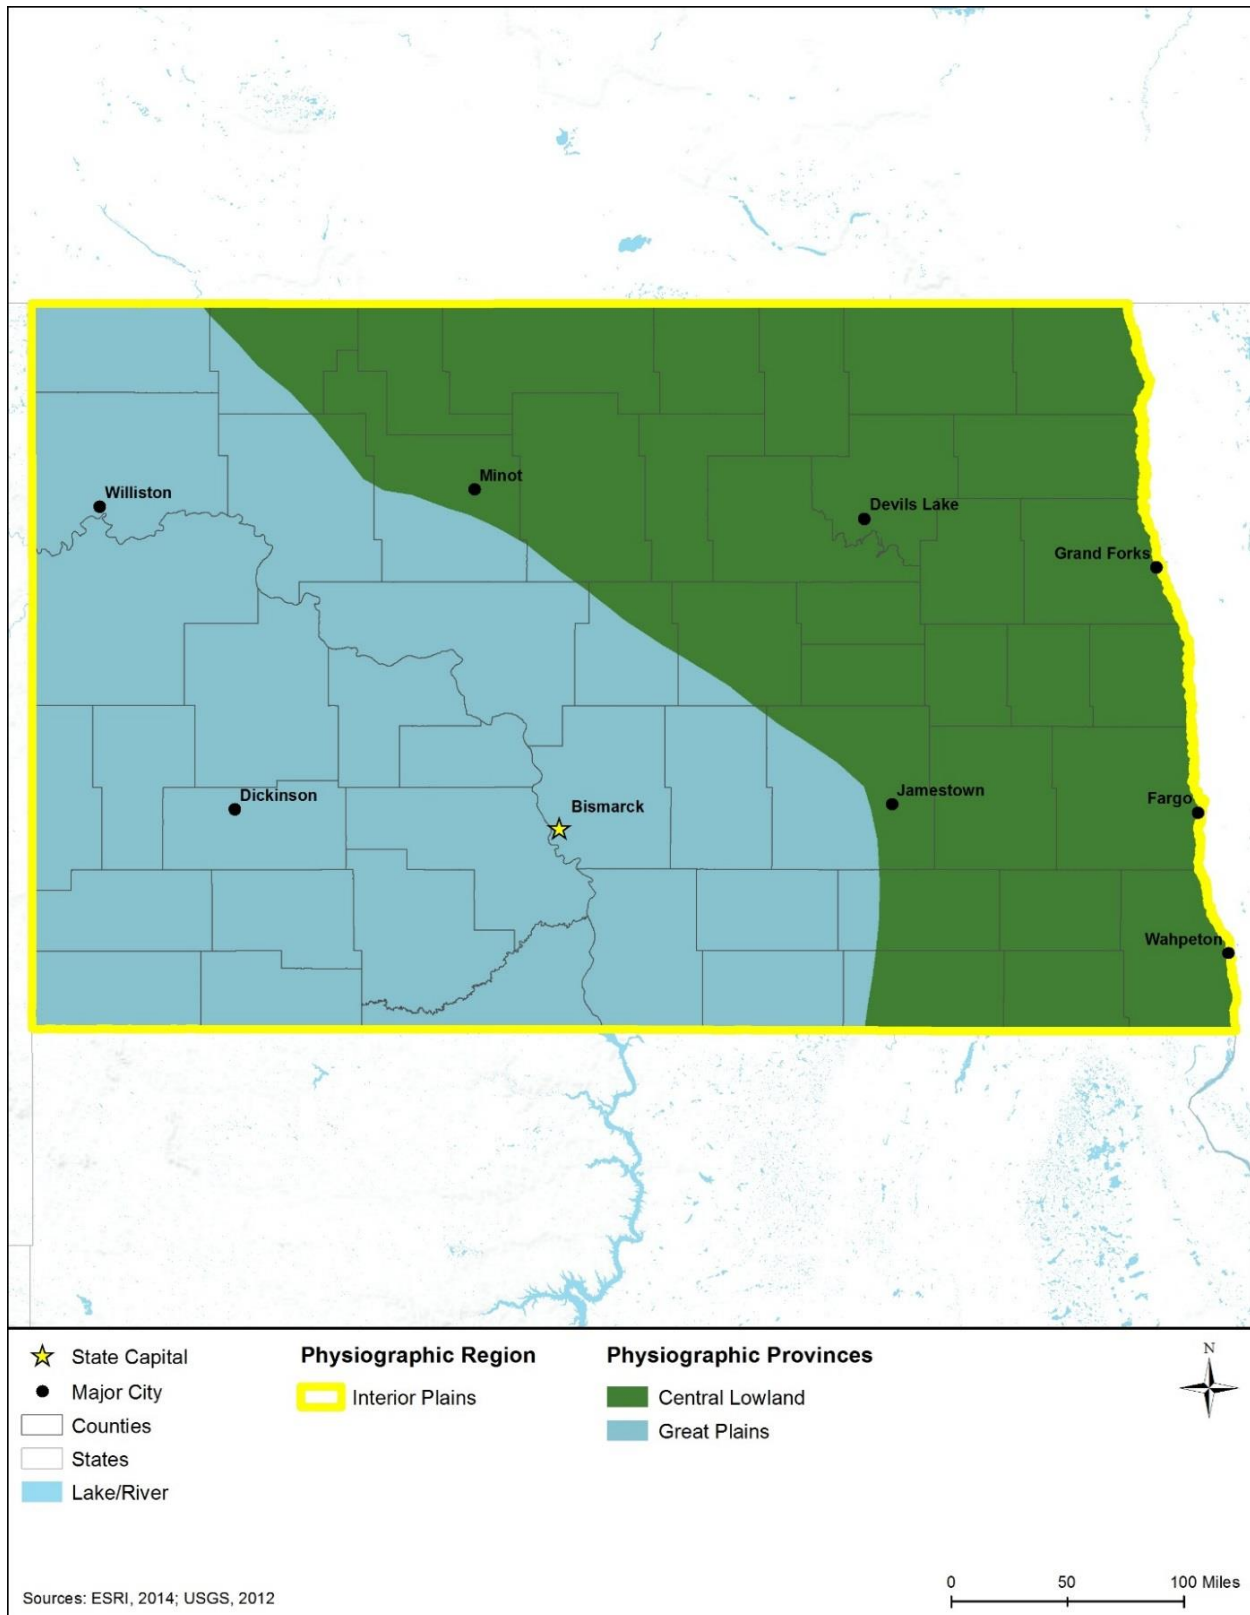 Minot
Williston
Devils Lake
Grand Forks
Dickinson
Bismarck
Jamestown
Fargo
Wahpeton
State Capital
Major City
Counties
States
Lake/River
Physiographic Region
Interior Plains
Physiographic Provinces
Central Lowland
Great Plains
N
0 50 100 Miles
Sources: ESRI, 2014; USGS, 2012